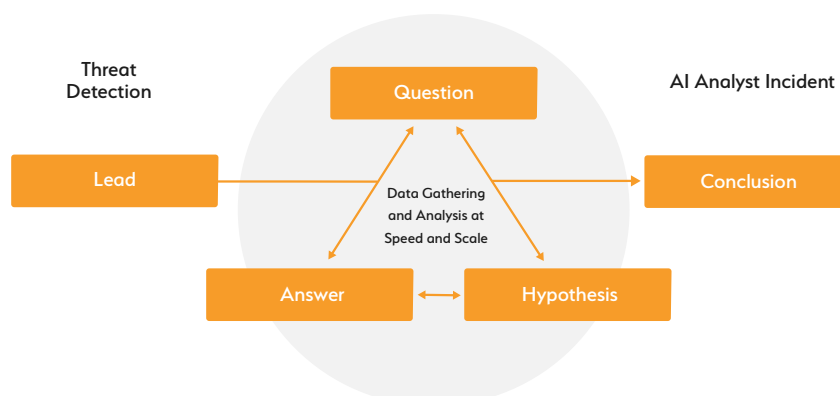 Threat
Detection
Question
AI Analyst Incident
Lead
Conclusion
Data Gathering
and Analysis at
Speed and Scale
Answer
Hypothesis